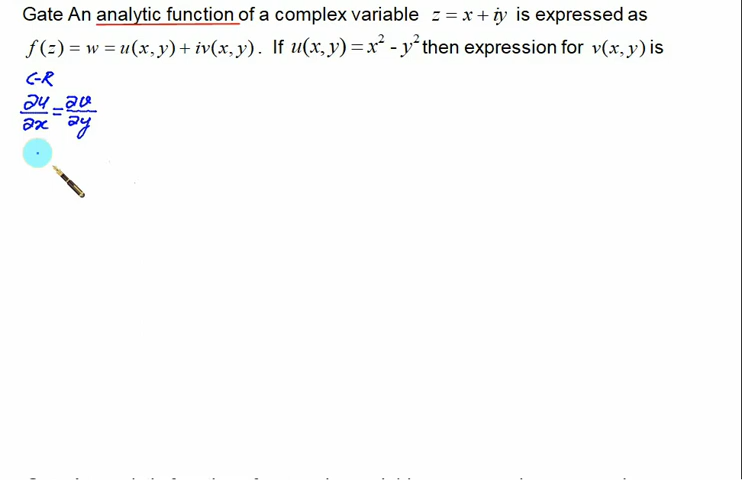 Gate An analytic function of a complex variable z = x + iy is expressed as
f(z) = w = u(x, y) + iv(x, y). If u(x, y) = x² - y² then expression for v(x, y) is
C-R
∂u/∂x = ∂v/∂y